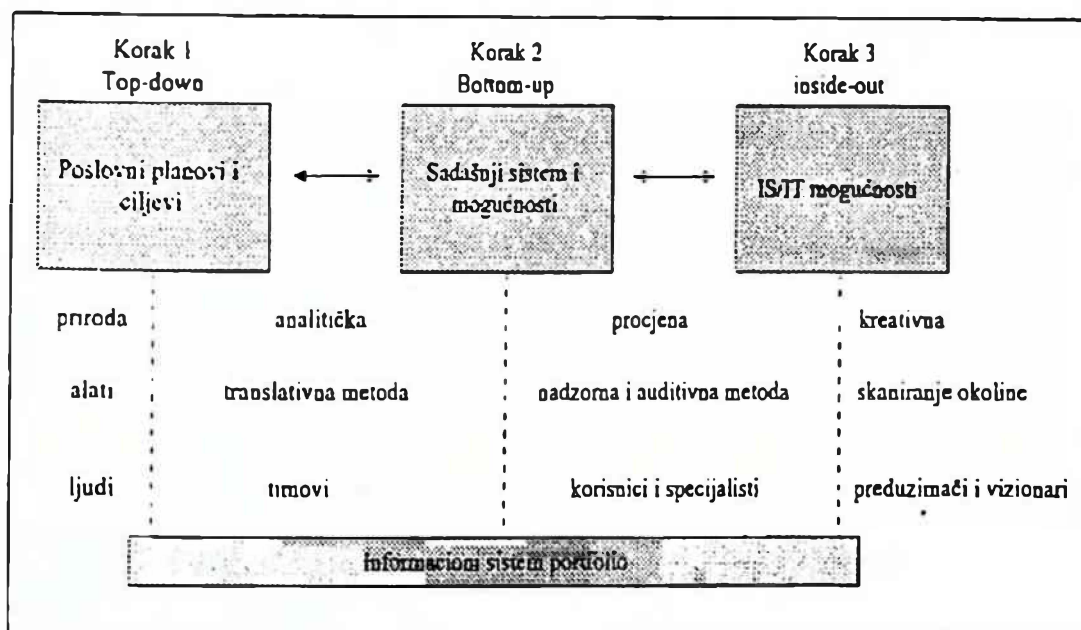 Korak 1
Top-down
Korak 2
Bottom-up
Korak 3
inside-out
Poslovni planovi i
ciljevi
Sadašnji sistem i
mogućnosti
IS/IT mogućnosti
priroda analitička procjena kreativna
alati translativna metoda nadzorna i auditivna metoda skaniranje okoline
ljudi timovi korisnici i specijalisti preduzimači i vizionari
Informacioni sistem portfolio